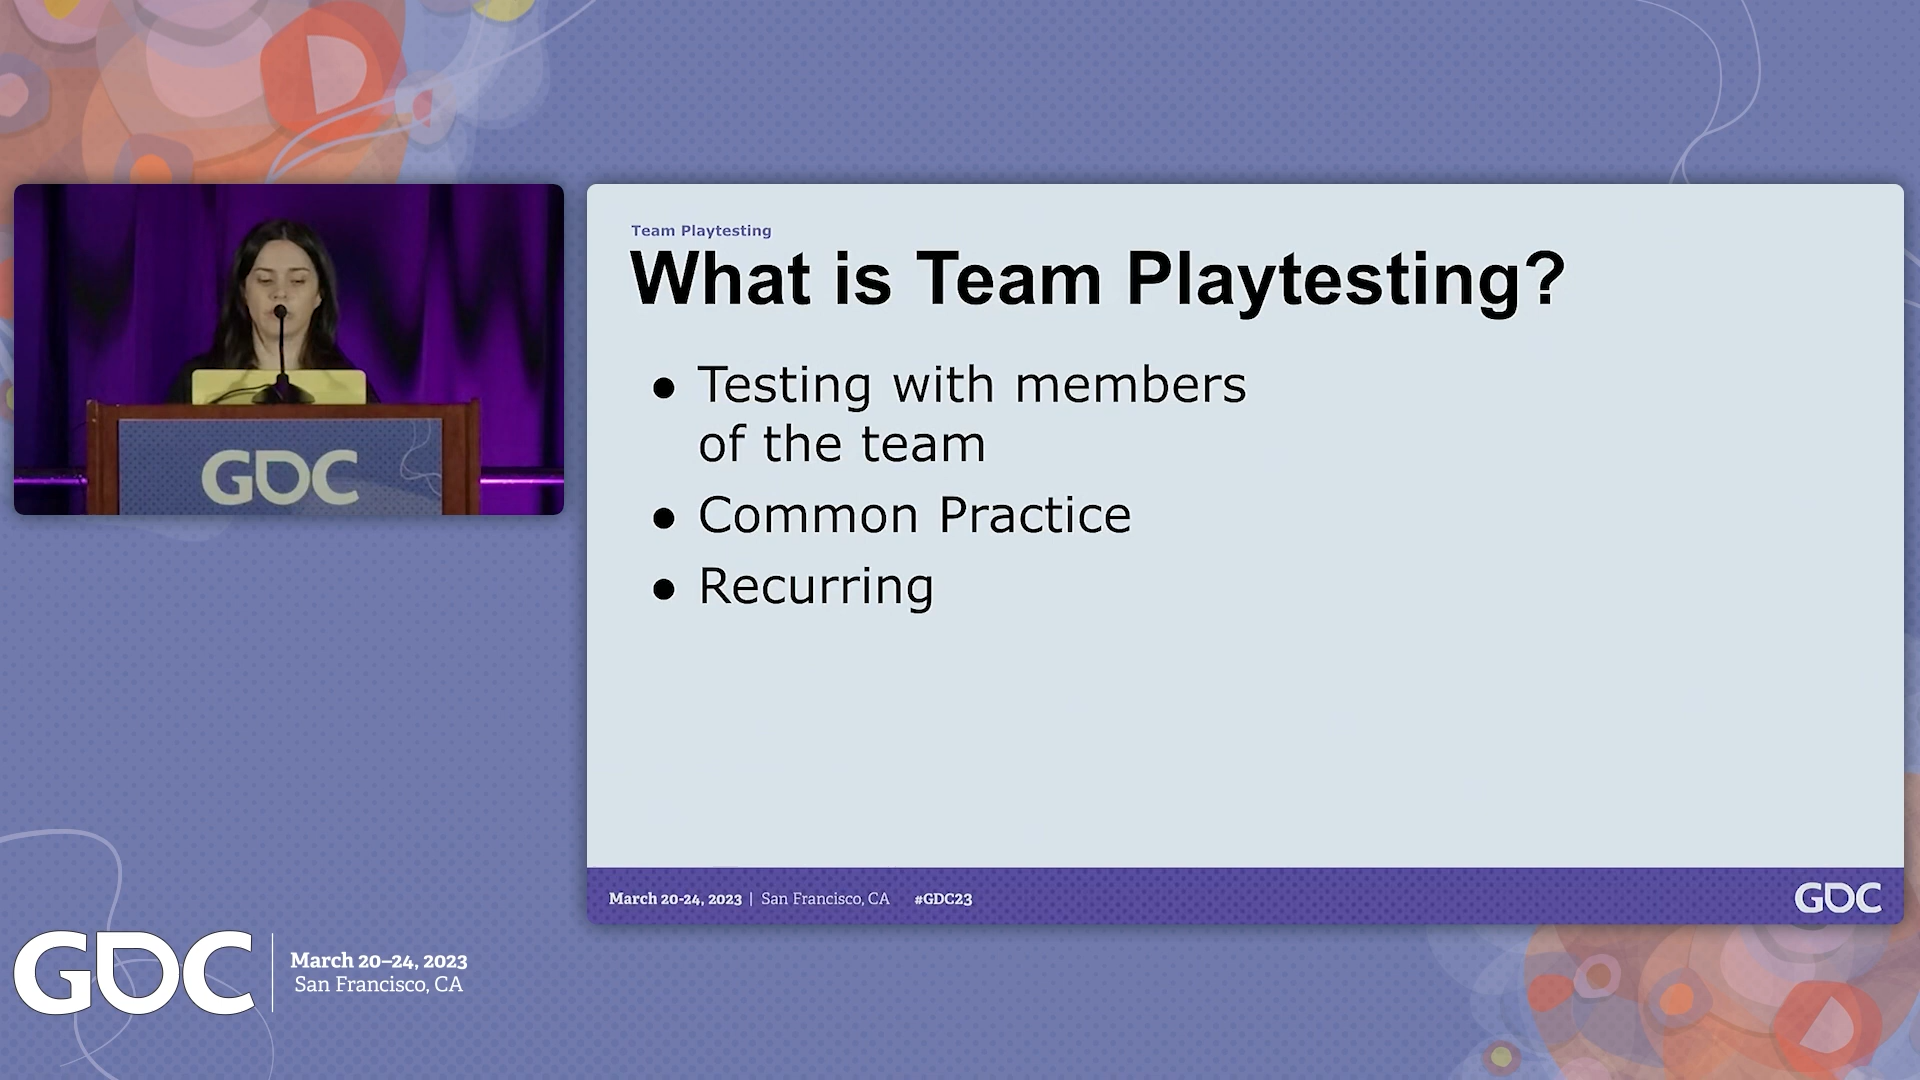 GDC
Team Playtesting
What is Team Playtesting?
● Testing with members
of the team
● Common Practice
● Recurring
March 20-24, 2023 | San Francisco, CA #GDC23
GDC
GDC
March 20–24, 2023
San Francisco, CA